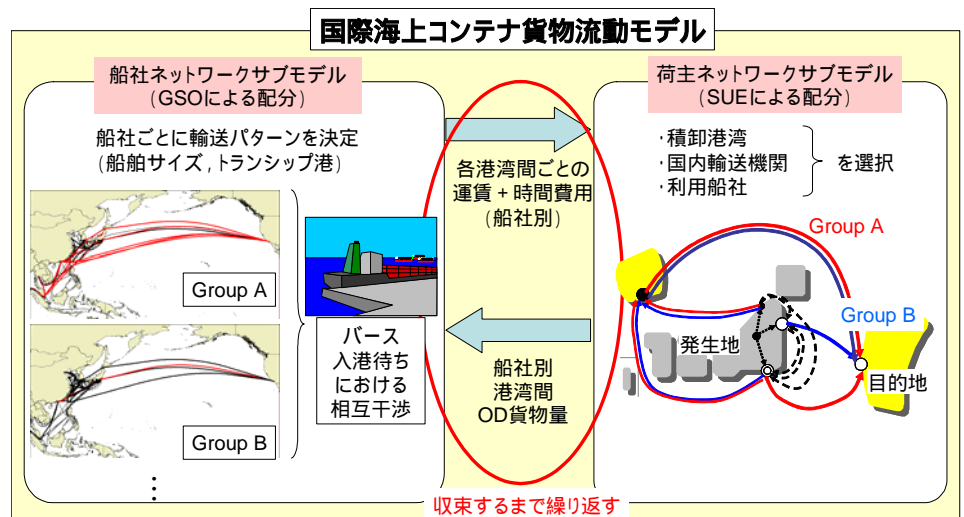 国際海上コンテナ貨物流動モデル
船社ネットワークサブモデル
(GSOによる配分)
船社ごとに輸送パターンを決定
(船舶サイズ,トランシップ港)
Group A
Group B
⋮
バース
入港待ち
における
相互干渉
各港湾間ごとの
運賃+時間費用
(船社別)
船社別
港湾間
OD貨物量
収束するまで繰り返す
荷主ネットワークサブモデル
(SUEによる配分)
・積卸港湾
・国内輸送機関
・利用船社
を選択
Group A
Group B
発生地
目的地